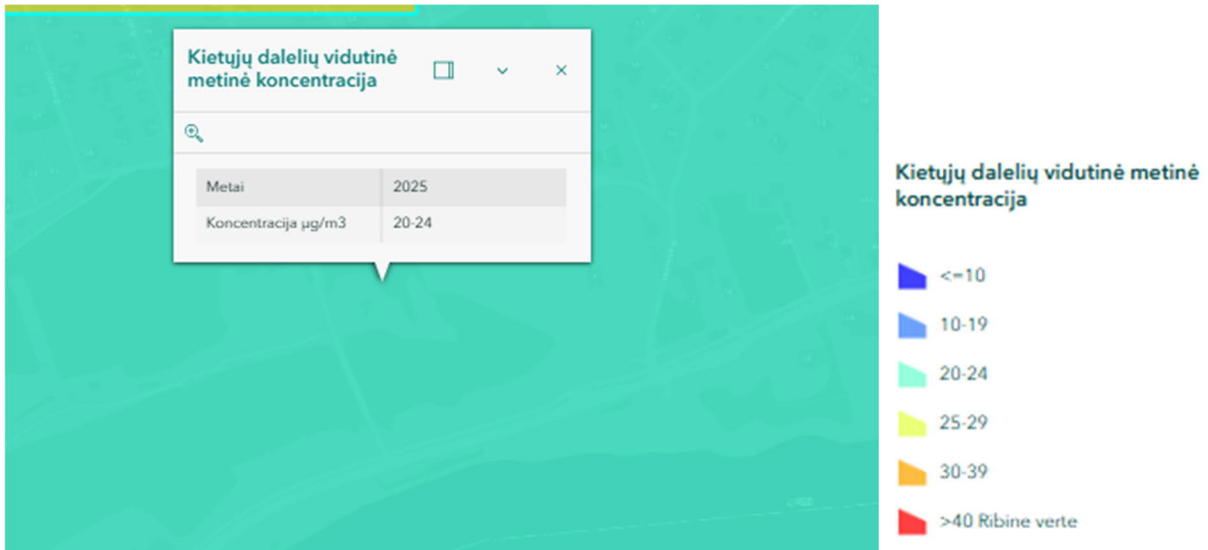 Kietųjų dalelių vidutinė
metinė koncentracija
Metai 2025
Koncentracija µg/m3 20-24
Kietųjų dalelių vidutinė metinė
koncentracija
<=10
10-19
20-24
25-29
30-39
>40 Ribine verte